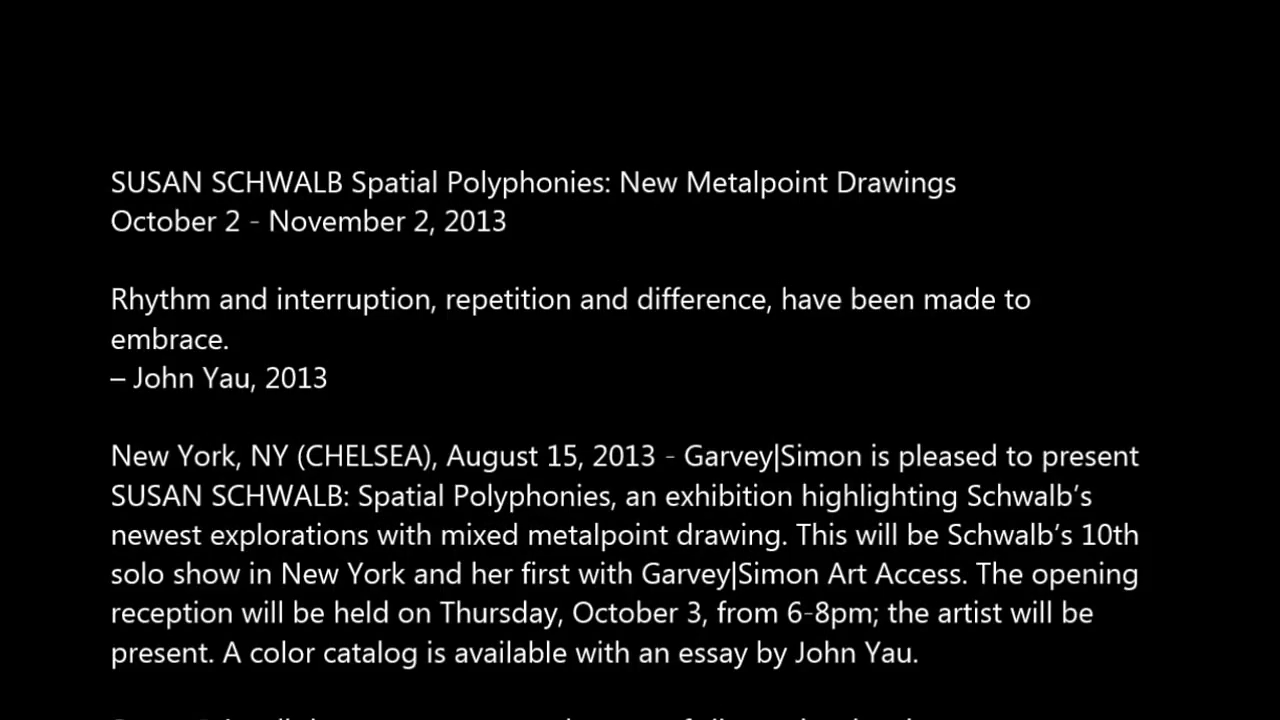 SUSAN SCHWALB Spatial Polyphonies: New Metalpoint Drawings
October 2 - November 2, 2013
Rhythm and interruption, repetition and difference, have been made to
embrace.
– John Yau, 2013
New York, NY (CHELSEA), August 15, 2013 - Garvey|Simon is pleased to present
SUSAN SCHWALB: Spatial Polyphonies, an exhibition highlighting Schwalb’s
newest explorations with mixed metalpoint drawing. This will be Schwalb‘s 10th
solo show in New York and her first with Garvey|Simon Art Access. The opening
reception will be held on Thursday, October 3, from 6-8pm; the artist will be
present. A color catalog is available with an essay by John Yau.